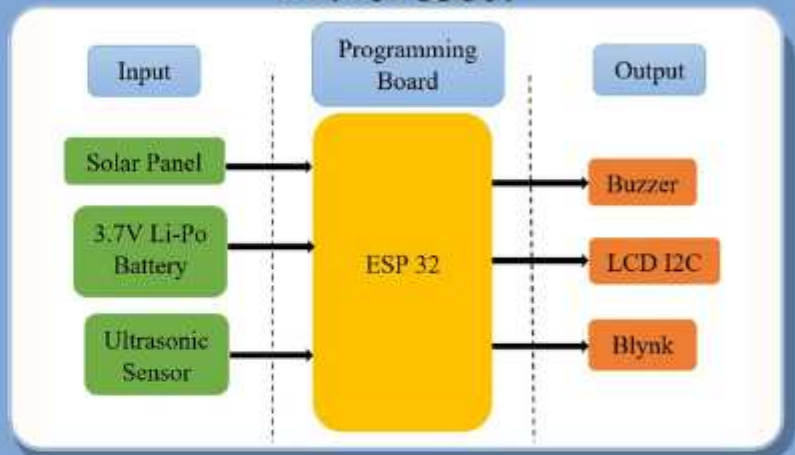 Input
Programming
Board
Output
Solar Panel
3.7V Li-Po
Battery
Ultrasonic
Sensor
ESP 32
Buzzer
LCD I2C
Blynk